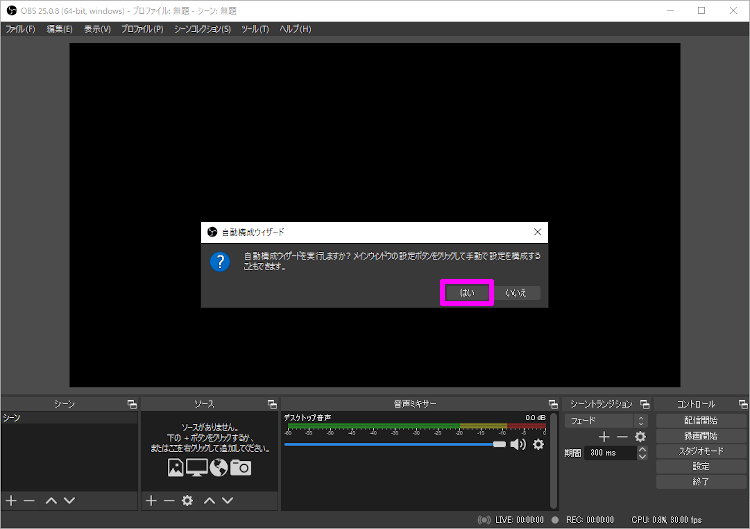 OBS 25.0.8 (64-bit, windows) - プロファイル: 無題 - シーン: 無題
ファイル(F) 編集(E) 表示(V) プロファイル(P) シーンコレクション(S) ツール(T) ヘルプ(H)
自動構成ウィザード
自動構成ウィザードを実行しますか? メインウィンドウの設定ボタンをクリックして手動で設定を構成する
こともできます。
はい いいえ
シーン ソース 音声ミキサー シーントランジション コントロール
シーン
ソースがありません。
下の + ボタンをクリックするか、
またはここを右クリックして追加してください。
デスクトップ音声 0.0 dB
-60 -55 -50 -45 -40 -35 -30 -25 -20 -15 -10 -5 0
フェード
期間 300 ms
配信開始
録画開始
スタジオモード
設定
終了
LIVE: 00:00:00 REC: 00:00:00 CPU: 0.8%, 60.00 fps